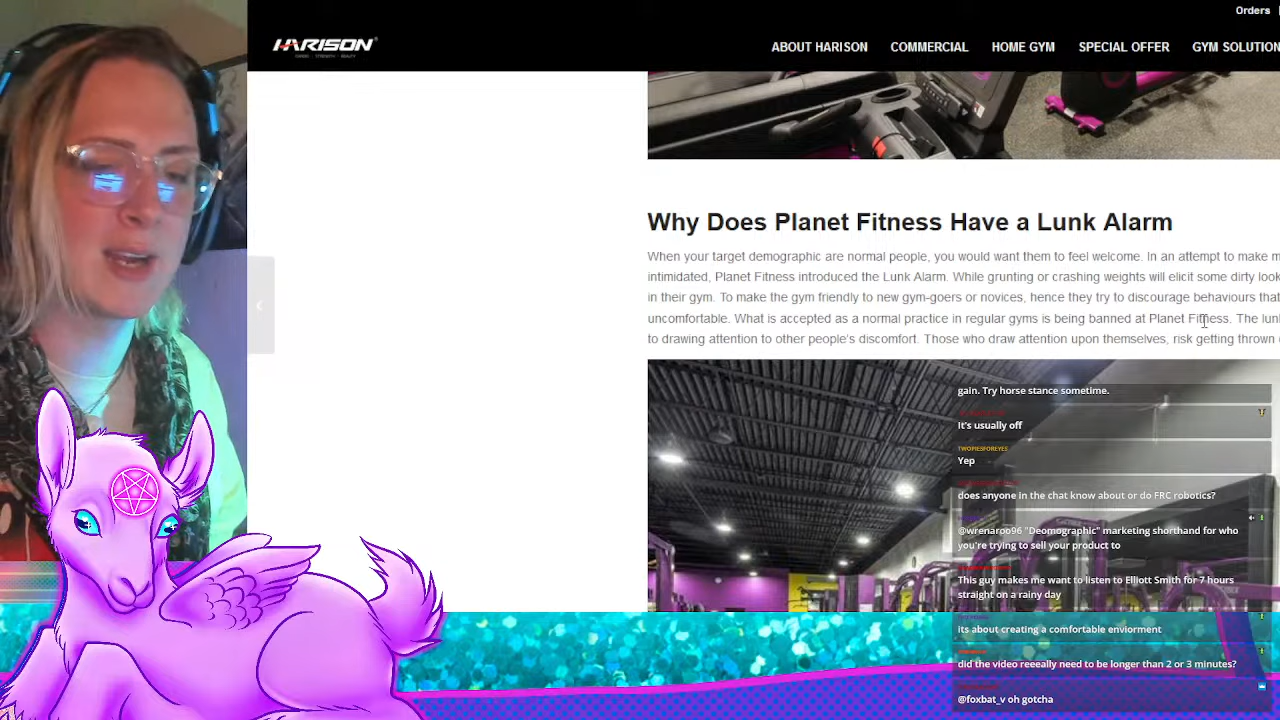 Orders
HARISON
ABOUT HARISON COMMERCIAL HOME GYM SPECIAL OFFER GYM SOLUTION
Why Does Planet Fitness Have a Lunk Alarm
When your target demographic are normal people, you would want them to feel welcome. In an attempt to make
intimidated, Planet Fitness introduced the Lunk Alarm. While grunting or crashing weights will elicit some dirty
in their gym. To make the gym friendly to new gym-goers or novices, hence they try to discourage behaviours
uncomfortable. What is accepted as a normal practice in regular gyms is being banned at Planet Fitness. The
to drawing attention to other people's discomfort. Those who draw attention upon themselves, risk getting thrown
gain. Try horse stance sometime.
It's usually off
TWOPIESFOREYES
Yep
does anyone in the chat know about or do FRC robotics?
@wrenarpo96 "Deomographic" marketing shorthand for who
you're trying to sell your product to
This guy makes me want to listen to Elliott Smith for 7 hours
straight on a rainy day
its about creating a comfortable enviorment
did the video reeeally need to be longer than 2 or 3 minutes?
@foxbat_v oh gotcha